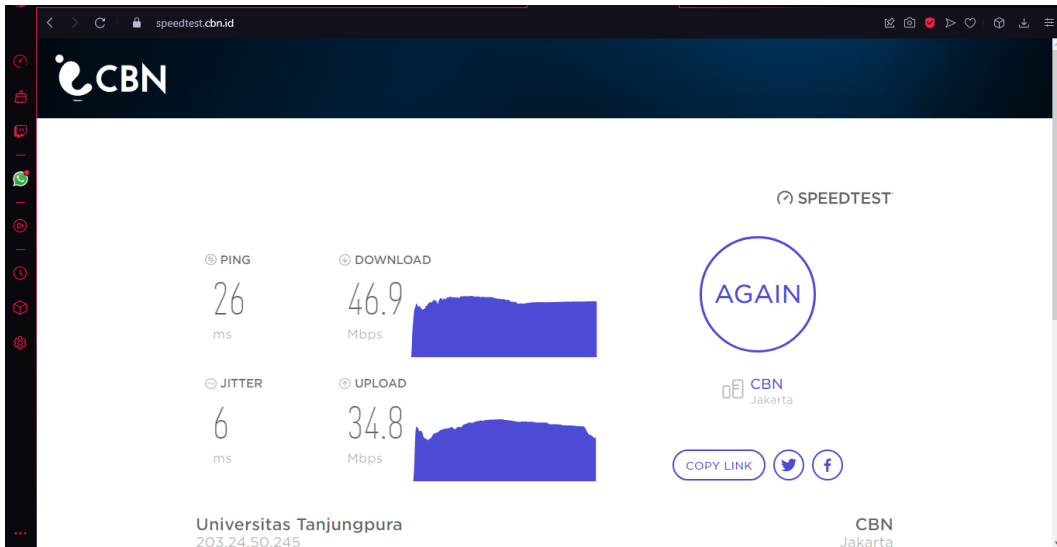 speedtest.cbn.id
CBN
SPEEDTEST
PING
26
ms
DOWNLOAD
46.9
Mbps
AGAIN
JITTER
6
ms
UPLOAD
34.8
Mbps
CBN
Jakarta
COPY LINK
Universitas Tanjungpura
203.24.50.245
CBN
Jakarta